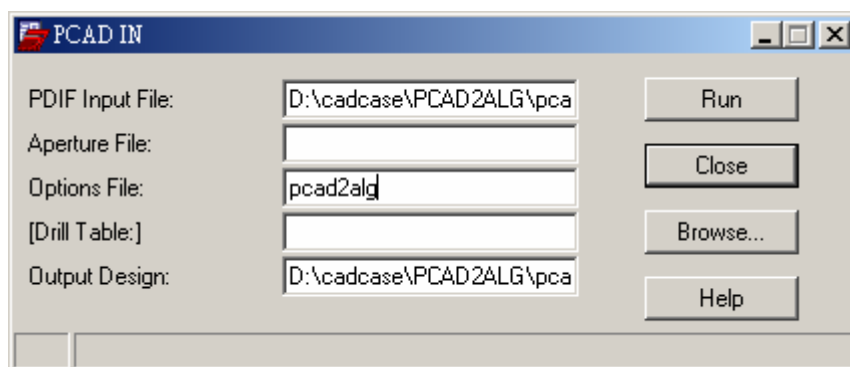 PCAD IN
PDIF Input File: D:\cadcase\PCAD2ALG\pca Run
Aperture File:
Close
Options File: pcad2alg
[Drill Table:] Browse...
Output Design: D:\cadcase\PCAD2ALG\pca
Help